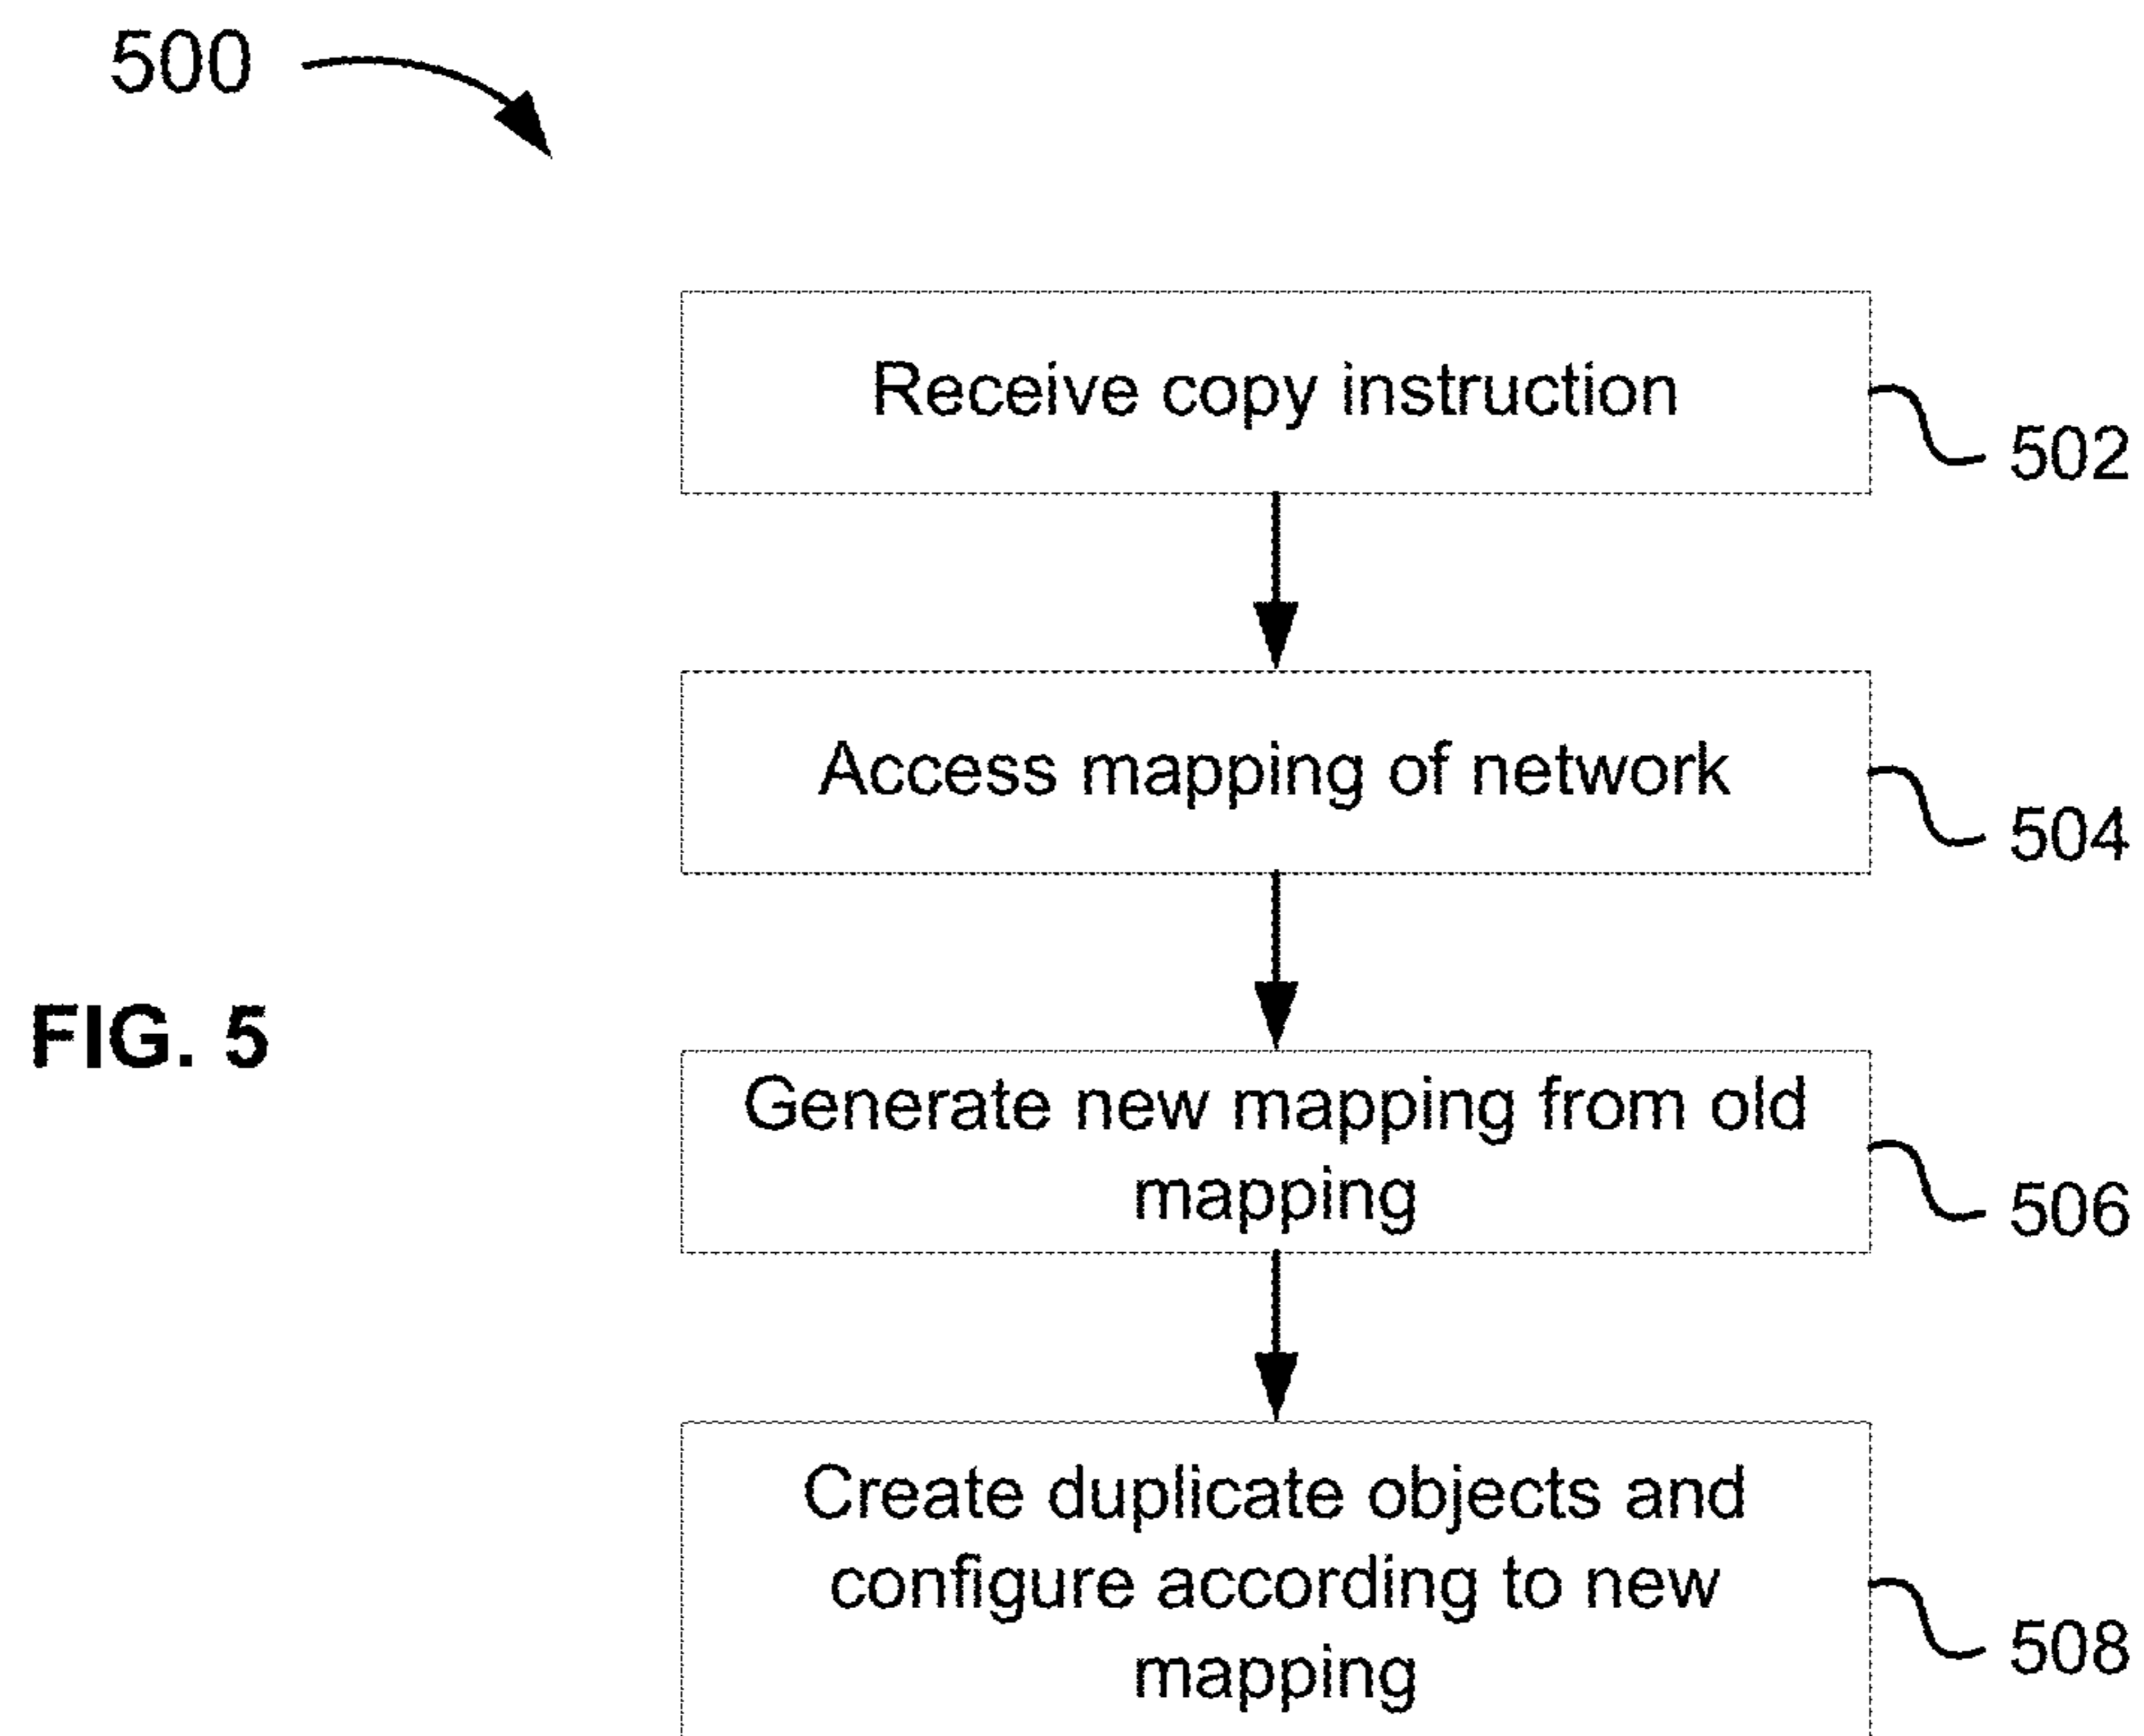 500
Receive copy instruction
502
Access mapping of network
504
FIG. 5
Generate new mapping from old
mapping
506
Create duplicate objects and
configure according to new
mapping
508